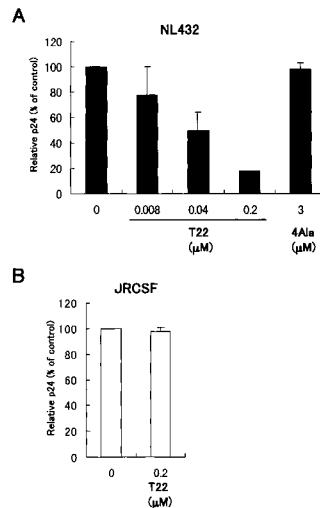 A
NL432
Relative p24 (% of control)
120
100
80
60
40
20
0
0 0.008 0.04 0.2 3
T22 4Ala
(μM) (μM)
B
JRCSF
Relative p24 (% of control)
120
100
80
60
40
20
0
0 0.2
T22
(μM)